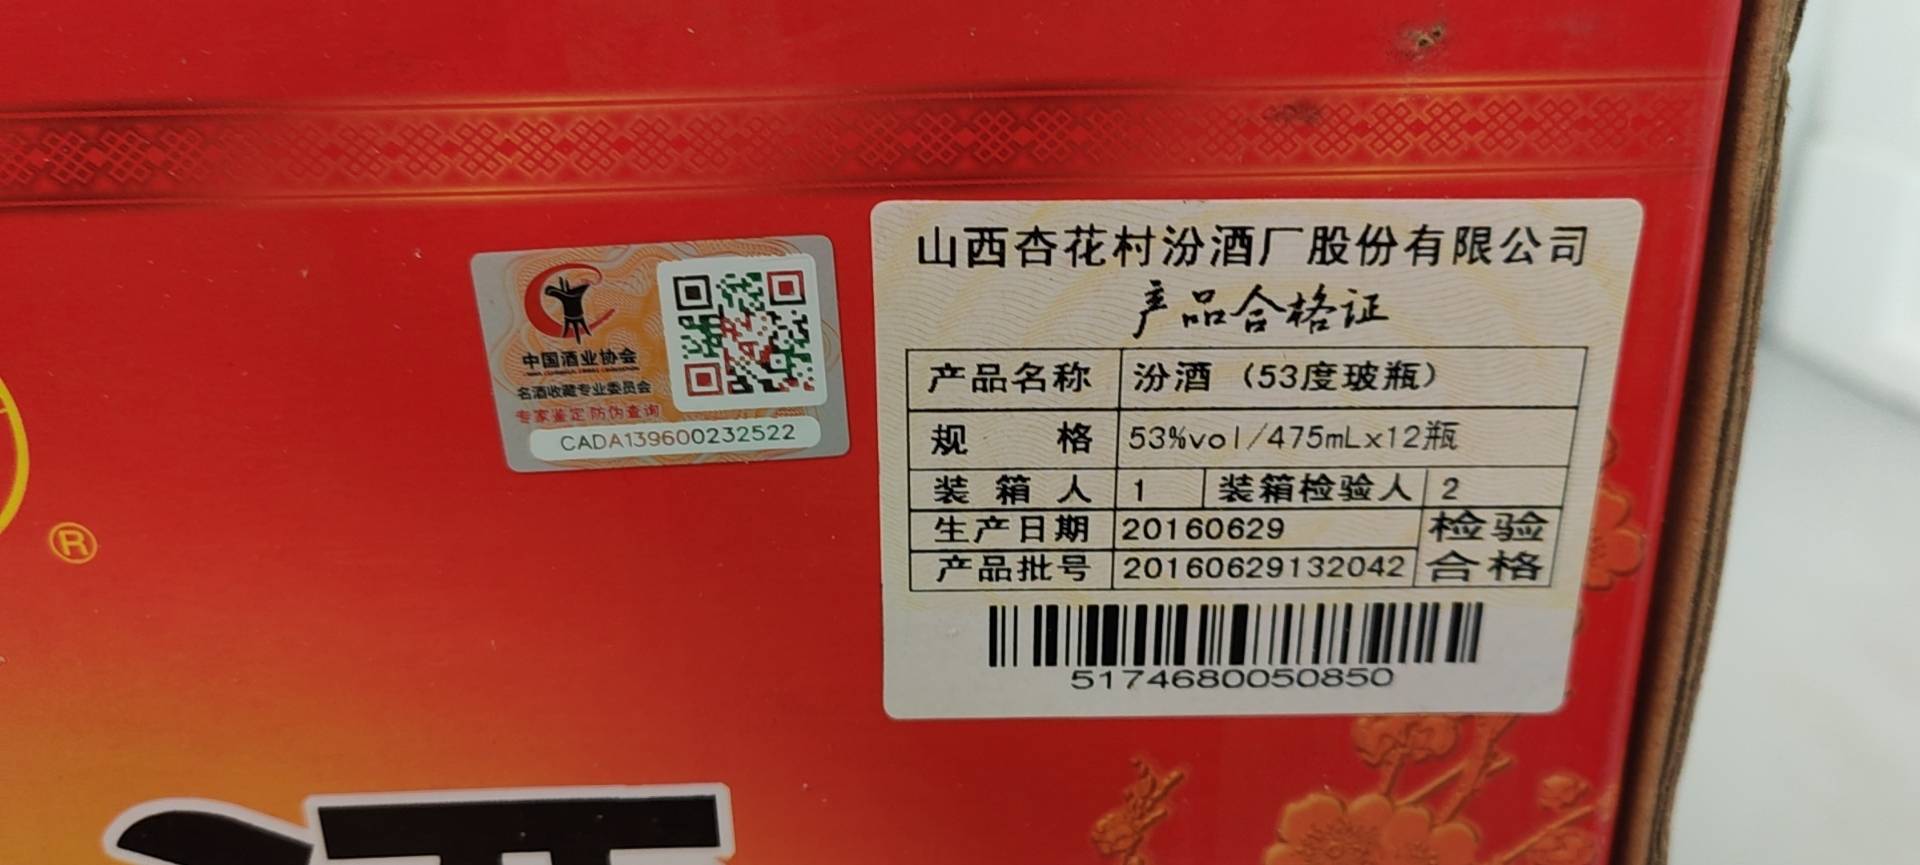 中国酒业协会
名酒收藏专业委员会
专家鉴定防伪查询
CADA139600232522
®
山西杏花村汾酒厂股份有限公司
产品合格证
产品名称 汾酒（53度玻瓶）
规格 53%vol/475mLx12瓶
装箱人 1 装箱检验人 2
生产日期 20160629 检验
产品批号 20160629132042 合格
5174680050850